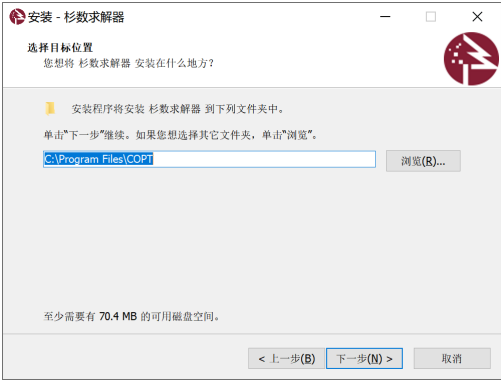 安装 - 杉数求解器
选择目标位置
您想将 杉数求解器 安装在什么地方？
安装程序将安装 杉数求解器 到下列文件夹中。
单击“下一步”继续。如果您想选择其它文件夹，单击“浏览”。
C:\Program Files\COPT
浏览(R)...
至少需要有 70.4 MB 的可用磁盘空间。
< 上一步(B)
下一步(N) >
取消